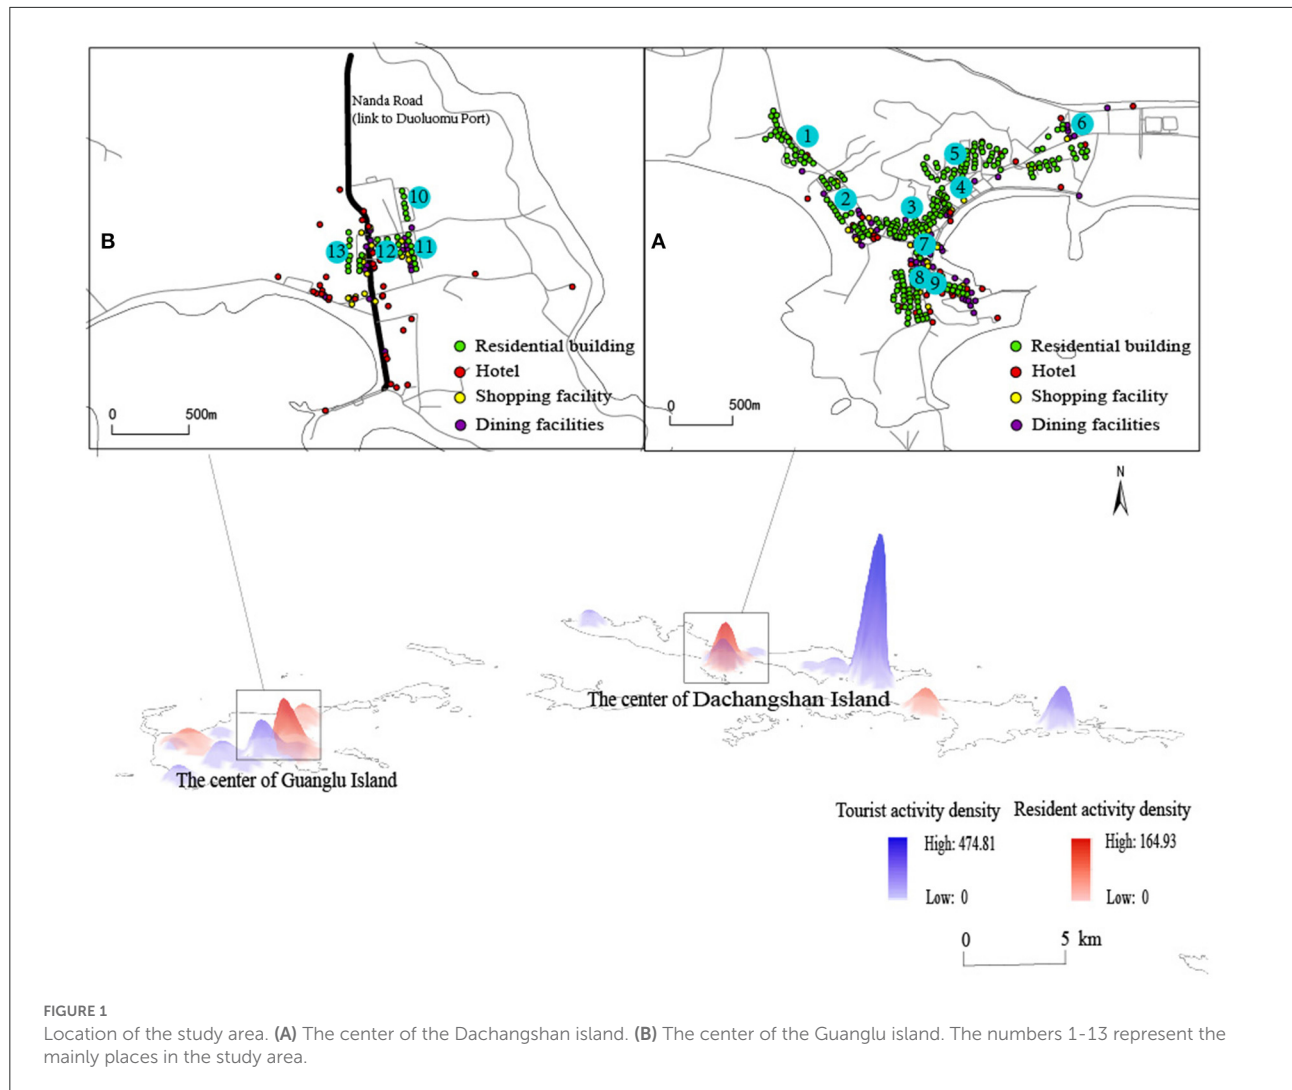 Nanda Road
(link to Duoluomu Port)
B
10
13
12
11
Residential building
Hotel
Shopping facility
Dining facilities
0 500m
A
1
2
3
4
5
6
7
8
9
Residential building
Hotel
Shopping facility
Dining facilities
0 500m
N
The center of Dachangshan Island
The center of Guanglu Island
Tourist activity density
High: 474.81
Low: 0
Resident activity density
High: 164.93
Low: 0
0 5 km
FIGURE 1
Location of the study area. (A) The center of the Dachangshan island. (B) The center of the Guanglu island. The numbers 1-13 represent the
mainly places in the study area.